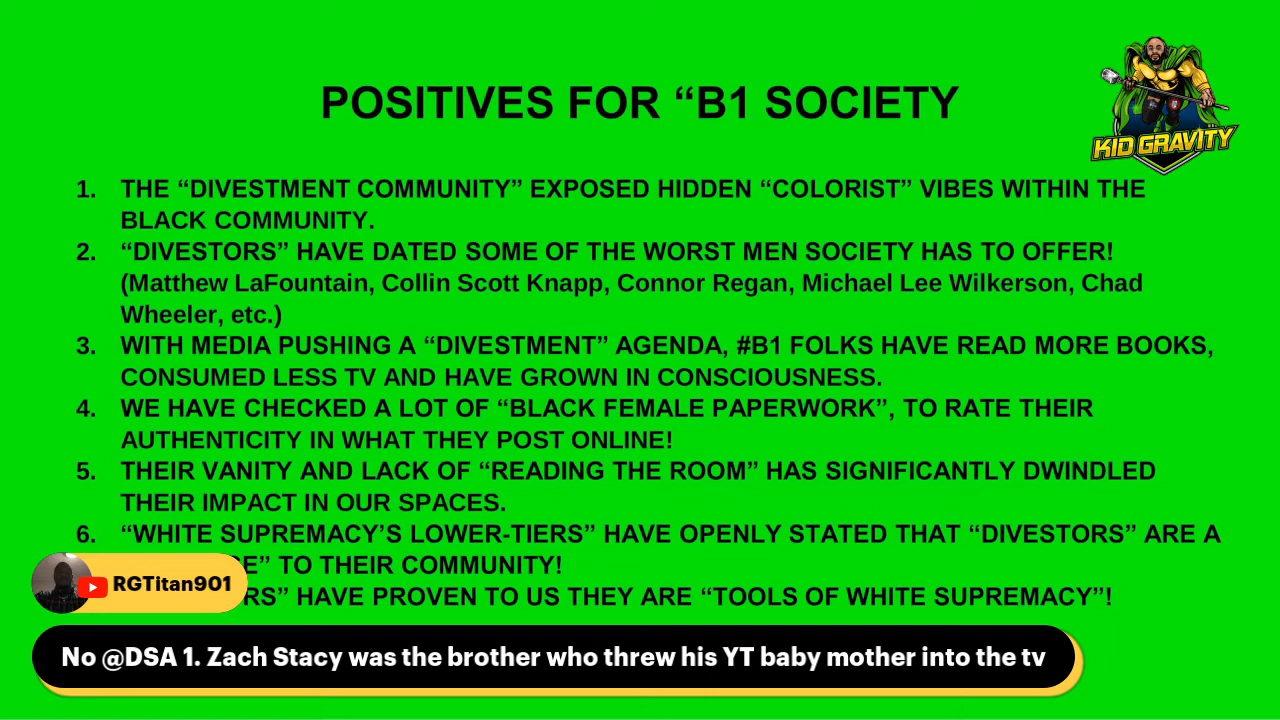 POSITIVES FOR “B1 SOCIETY
KID GRAVITY
1. THE “DIVESTMENT COMMUNITY” EXPOSED HIDDEN “COLORIST” VIBES WITHIN THE
BLACK COMMUNITY.
2. “DIVESTORS” HAVE DATED SOME OF THE WORST MEN SOCIETY HAS TO OFFER!
(Matthew LaFountain, Collin Scott Knapp, Connor Regan, Michael Lee Wilkerson, Chad
Wheeler, etc.)
3. WITH MEDIA PUSHING A “DIVESTMENT” AGENDA, #B1 FOLKS HAVE READ MORE BOOKS,
CONSUMED LESS TV AND HAVE GROWN IN CONSCIOUSNESS.
4. WE HAVE CHECKED A LOT OF “BLACK FEMALE PAPERWORK”, TO RATE THEIR
AUTHENTICITY IN WHAT THEY POST ONLINE!
5. THEIR VANITY AND LACK OF “READING THE ROOM” HAS SIGNIFICANTLY DWINDLED
THEIR IMPACT IN OUR SPACES.
6. “WHITE SUPREMACY’S LOWER-TIERS” HAVE OPENLY STATED THAT “DIVESTORS” ARE A
TO THEIR COMMUNITY!
HAVE PROVEN TO US THEY ARE “TOOLS OF WHITE SUPREMACY”!
RGTitan901
No @DSA 1. Zach Stacy was the brother who threw his YT baby mother into the tv